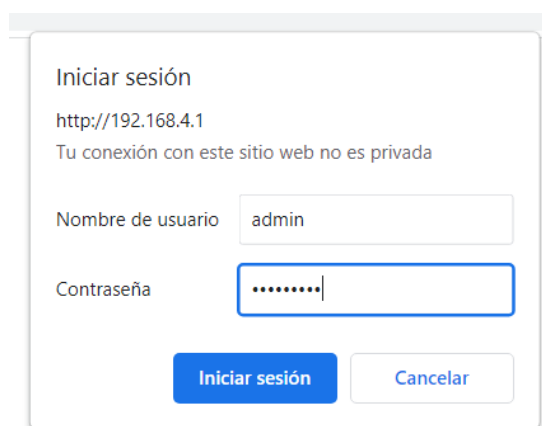 Iniciar sesión
http://192.168.4.1
Tu conexión con este sitio web no es privada
Nombre de usuario admin
Contraseña •••••••••
Iniciar sesión Cancelar